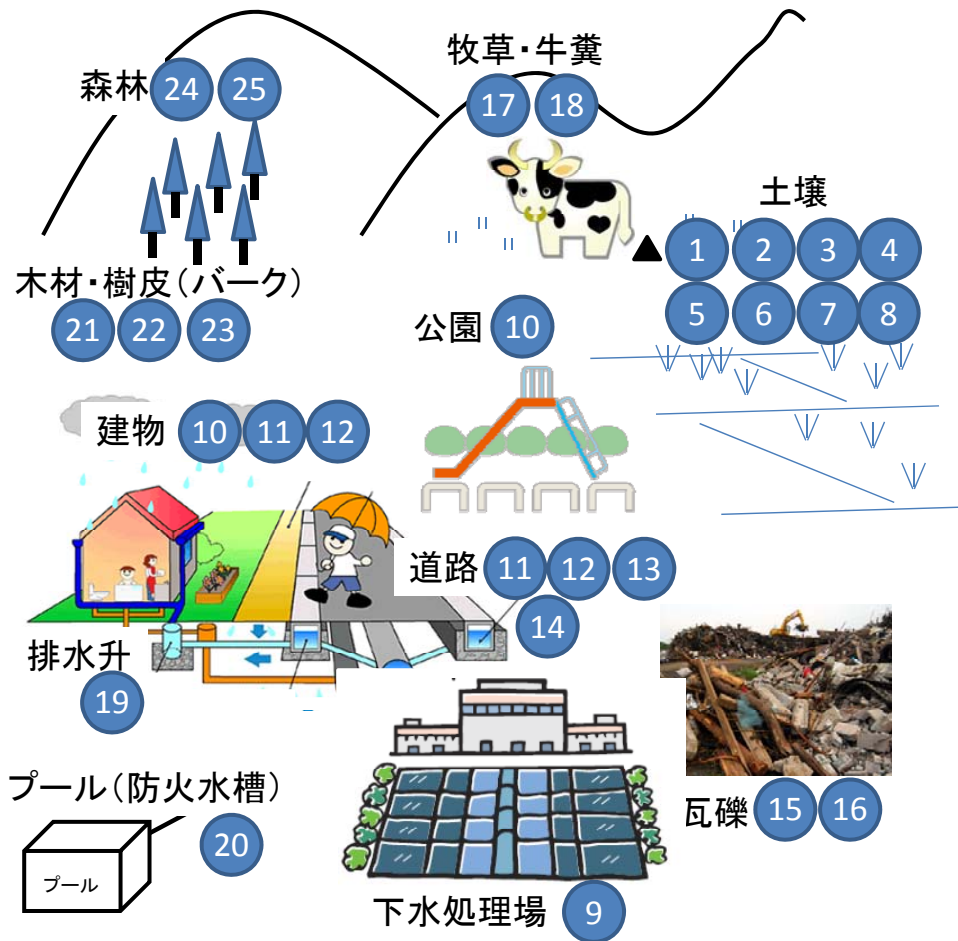 牧草・牛糞
17 18
森林 24 25
土壌
1 2 3 4
5 6 7 8
木材・樹皮(バーク)
21 22 23
公園 10
建物 10 11 12
道路 11 12 13
14
排水升
19
プール(防火水槽)
20
プール
瓦礫 15 16
下水処理場 9